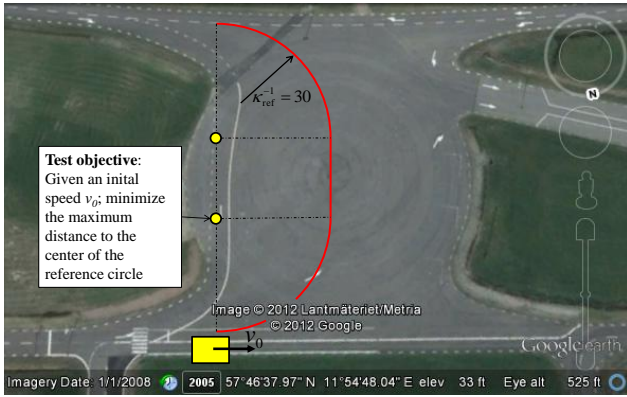 κ_ref^{-1} = 30
N
Test objective:
Given an inital
speed v0; minimize
the maximum
distance to the
center of the
reference circle
Image © 2012 Lantmäteriet/Metria
© 2012 Google
v0
Google earth
Imagery Date: 1/1/2008 2005 57°46'37.97" N 11°54'48.04" E elev 33 ft Eye alt 525 ft